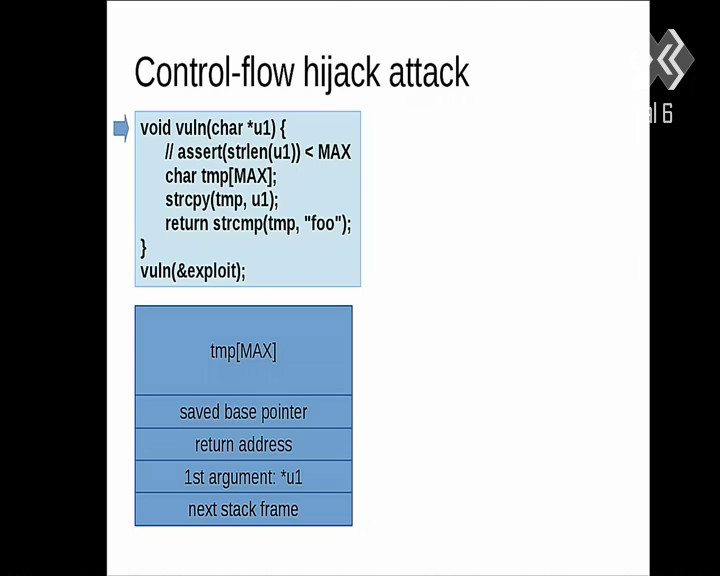 Control-flow hijack attack
void vuln(char *u1) {
// assert(strlen(u1)) < MAX
char tmp[MAX];
strcpy(tmp, u1);
return strcmp(tmp, "foo");
}
vuln(&exploit);
tmp[MAX]
saved base pointer
return address
1st argument: *u1
next stack frame
6